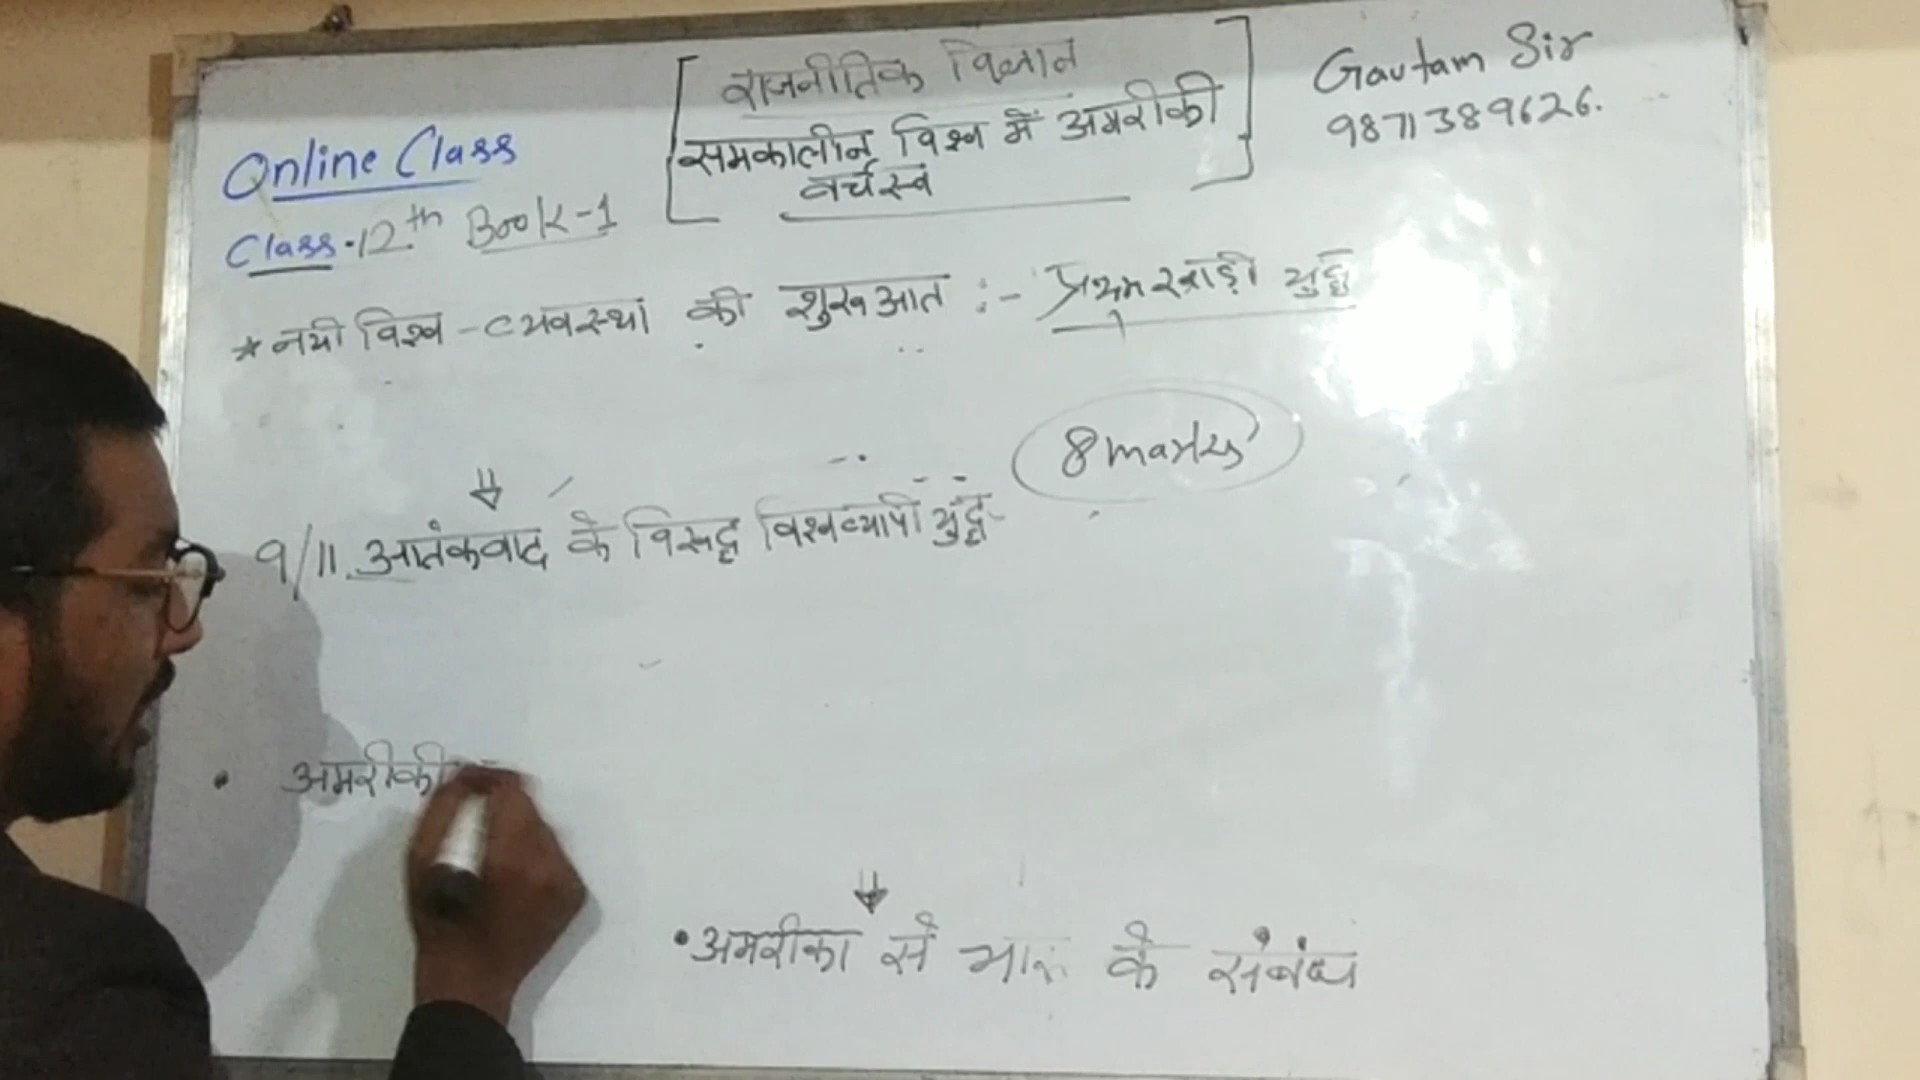 राजनीतिक विज्ञान
समकालीन विश्व में अमरीकी
वर्चस्व
Gautam Sir
9871389626.
Online Class
Class-12th Book-1
* नयी विश्व-व्यवस्था की शुरूआत :- प्रथम खाड़ी युद्ध
8 marks
9/11 आतंकवाद के विरूद्ध विश्वव्यापी युद्ध
• अमरीकी
• अमरीका से भार के संबंध